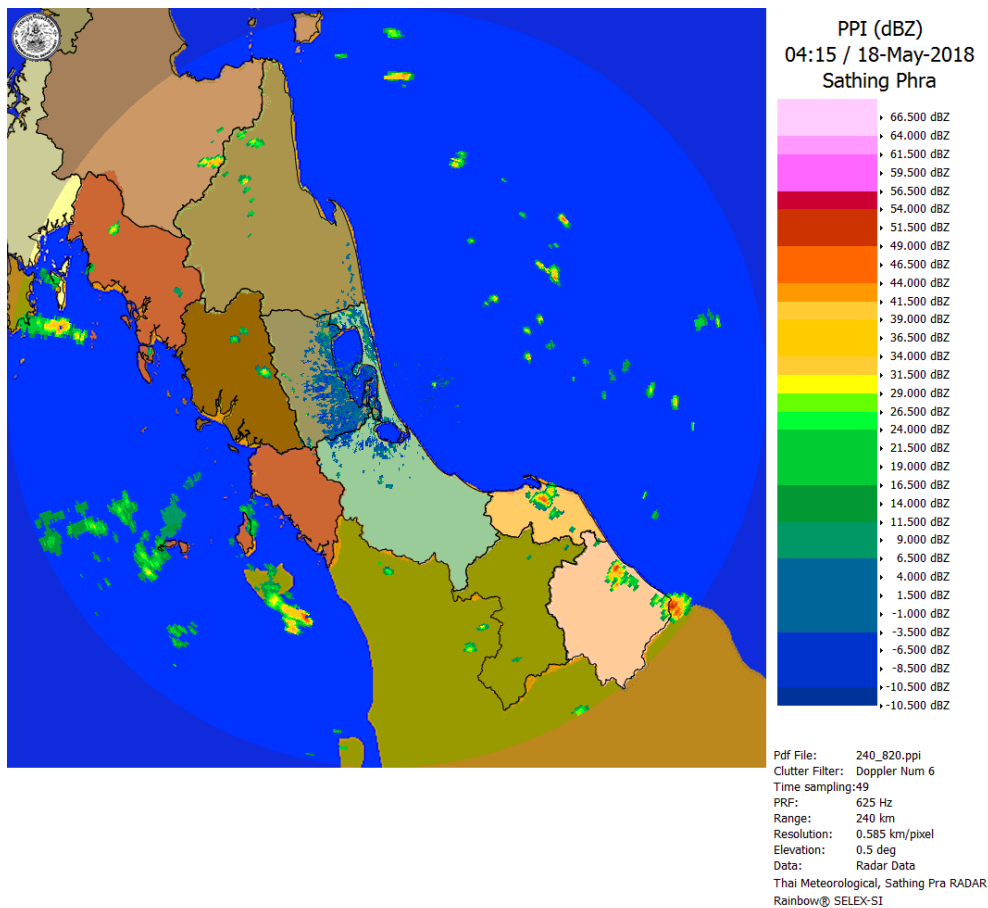 PPI (dBZ)
04:15 / 18-May-2018
Sathing Phra
66.500 dBZ
64.000 dBZ
61.500 dBZ
59.500 dBZ
56.500 dBZ
54.000 dBZ
51.500 dBZ
49.000 dBZ
46.500 dBZ
44.000 dBZ
41.500 dBZ
39.000 dBZ
36.500 dBZ
34.000 dBZ
31.500 dBZ
29.000 dBZ
26.500 dBZ
24.000 dBZ
21.500 dBZ
19.000 dBZ
16.500 dBZ
14.000 dBZ
11.500 dBZ
9.000 dBZ
6.500 dBZ
4.000 dBZ
1.500 dBZ
-1.000 dBZ
-3.500 dBZ
-6.500 dBZ
-8.500 dBZ
-10.500 dBZ
-10.500 dBZ
Pdf File: 240_820.ppi
Clutter Filter: Doppler Num 6
Time sampling:49
PRF: 625 Hz
Range: 240 km
Resolution: 0.585 km/pixel
Elevation: 0.5 deg
Data: Radar Data
Thai Meteorological, Sathing Pra RADAR
Rainbow® SELEX-SI